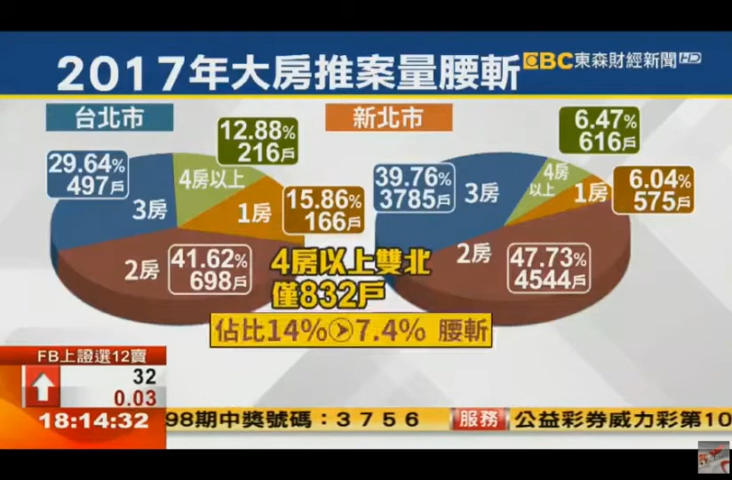 2017年大房推案量腰斬
EBC東森財經新聞HD
台北市
新北市
12.88%
216戶
4房以上
29.64%
497戶
3房
1房
15.86%
166戶
2房
41.62%
698戶
6.47%
616戶
4房
以上
39.76%
3785戶
3房
1房
6.04%
575戶
2房
47.73%
4544戶
4房以上雙北
僅832戶
佔比14% 7.4% 腰斬
FB上證選12賣
32
0.03
18:14:32
98期中獎號碼：3756
服務
公益彩券威力彩第10